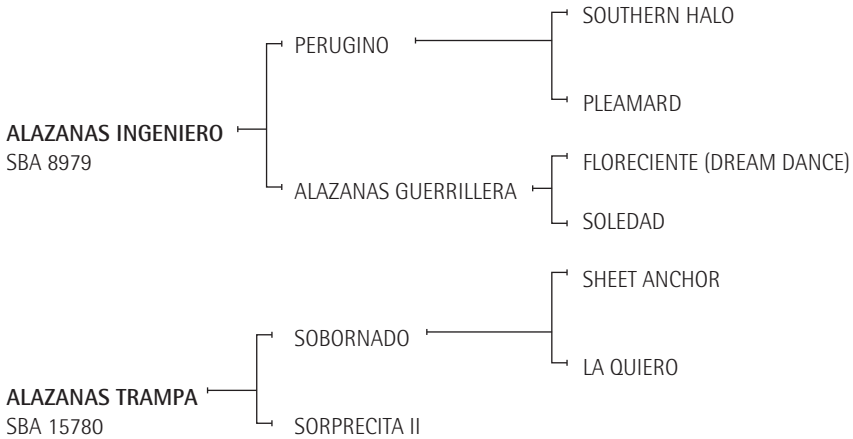 SOUTHERN HALO
PERUGINO
PLEAMARD
ALAZANAS INGENIERO
SBA 8979
FLORECIENTE (DREAM DANCE)
ALAZANAS GUERRILLERA
SOLEDAD
SHEET ANCHOR
SOBORNADO
LA QUIERO
ALAZANAS TRAMPA
SBA 15780
SORPRECITA II